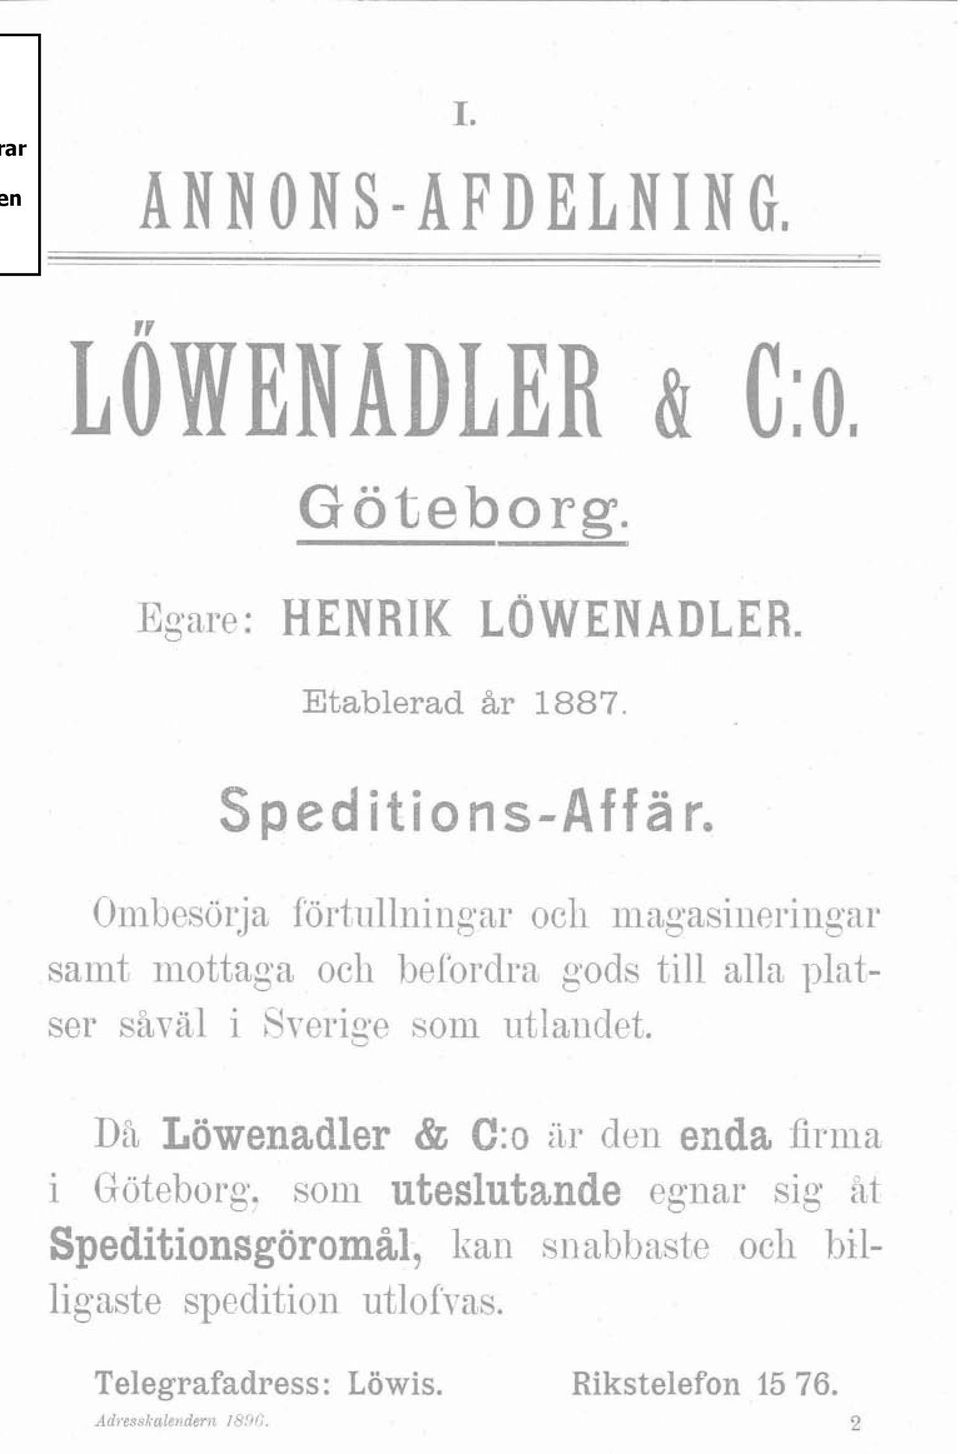 rar
en
I.
ANNONS-AFDELNING.
LÖWENADLER & C:o.
Göteborg.
Egare: HENRIK LÖWENADLER.
Etablerad år 1887.
Speditions-Affär.
Ombesörja förtullningar och magasineringar
samt mottaga och befordra gods till alla plat-
ser såväl i Sverige som utlandet.
Då Löwenadler & C:o är den enda firma
i Göteborg, som uteslutande egnar sig åt
Speditionsgöromål, kan snabbaste och bil-
ligaste spedition utlofvas.
Telegrafadress: Löwis. Rikstelefon 15 76.
Adresskalendern 1896. 2